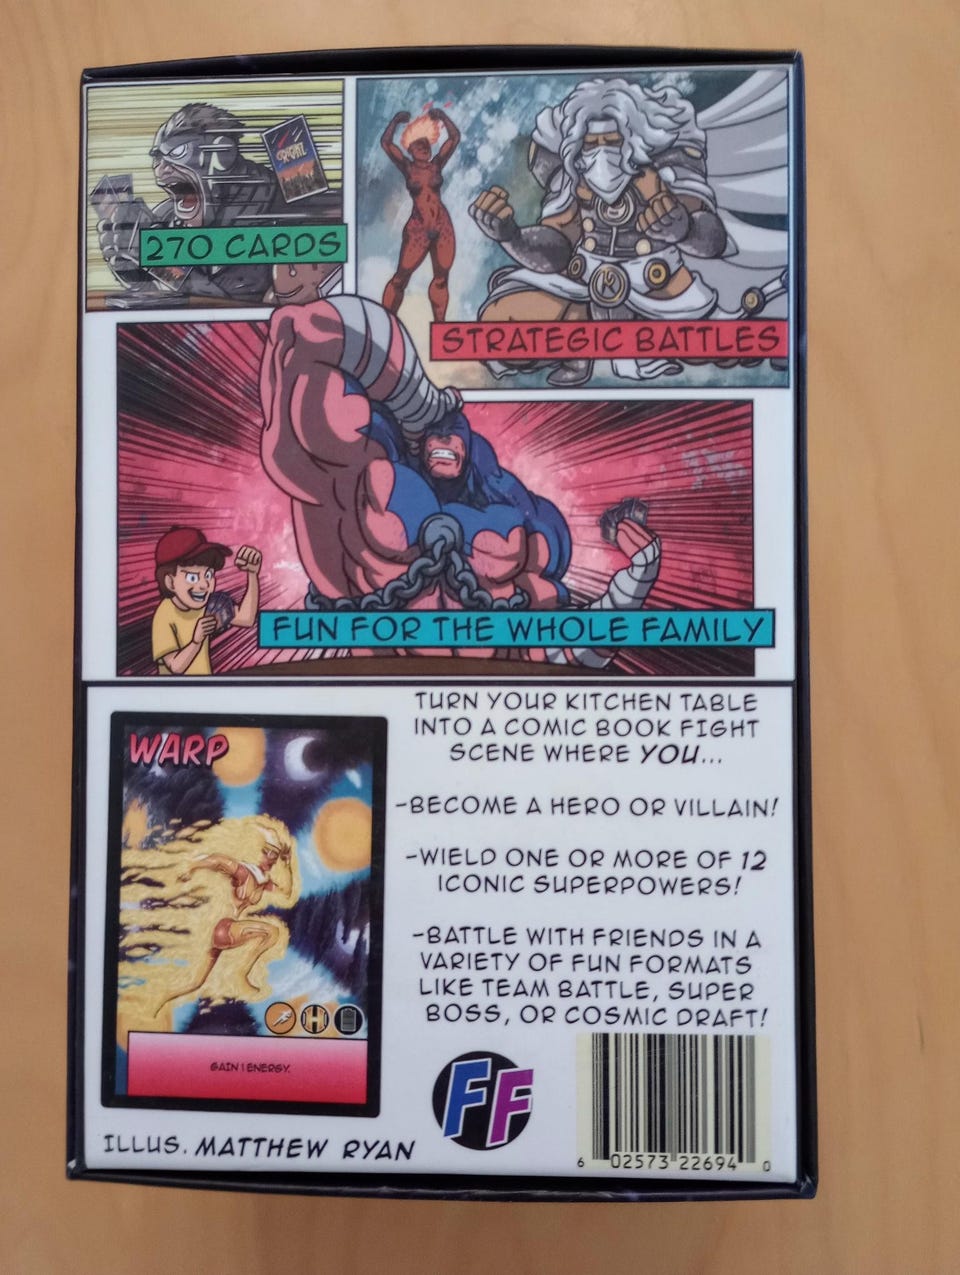 270 CARDS
STRATEGIC BATTLES
FUN FOR THE WHOLE FAMILY
TURN YOUR KITCHEN TABLE
INTO A COMIC BOOK FIGHT
SCENE WHERE YOU...
-BECOME A HERO OR VILLAIN!
-WIELD ONE OR MORE OF 12
ICONIC SUPERPOWERS!
-BATTLE WITH FRIENDS IN A
VARIETY OF FUN FORMATS
LIKE TEAM BATTLE, SUPER
BOSS, OR COSMIC DRAFT!
WARP
GAIN 1 ENERGY.
ILLUS. MATTHEW RYAN
FF
6 02573 22694 0